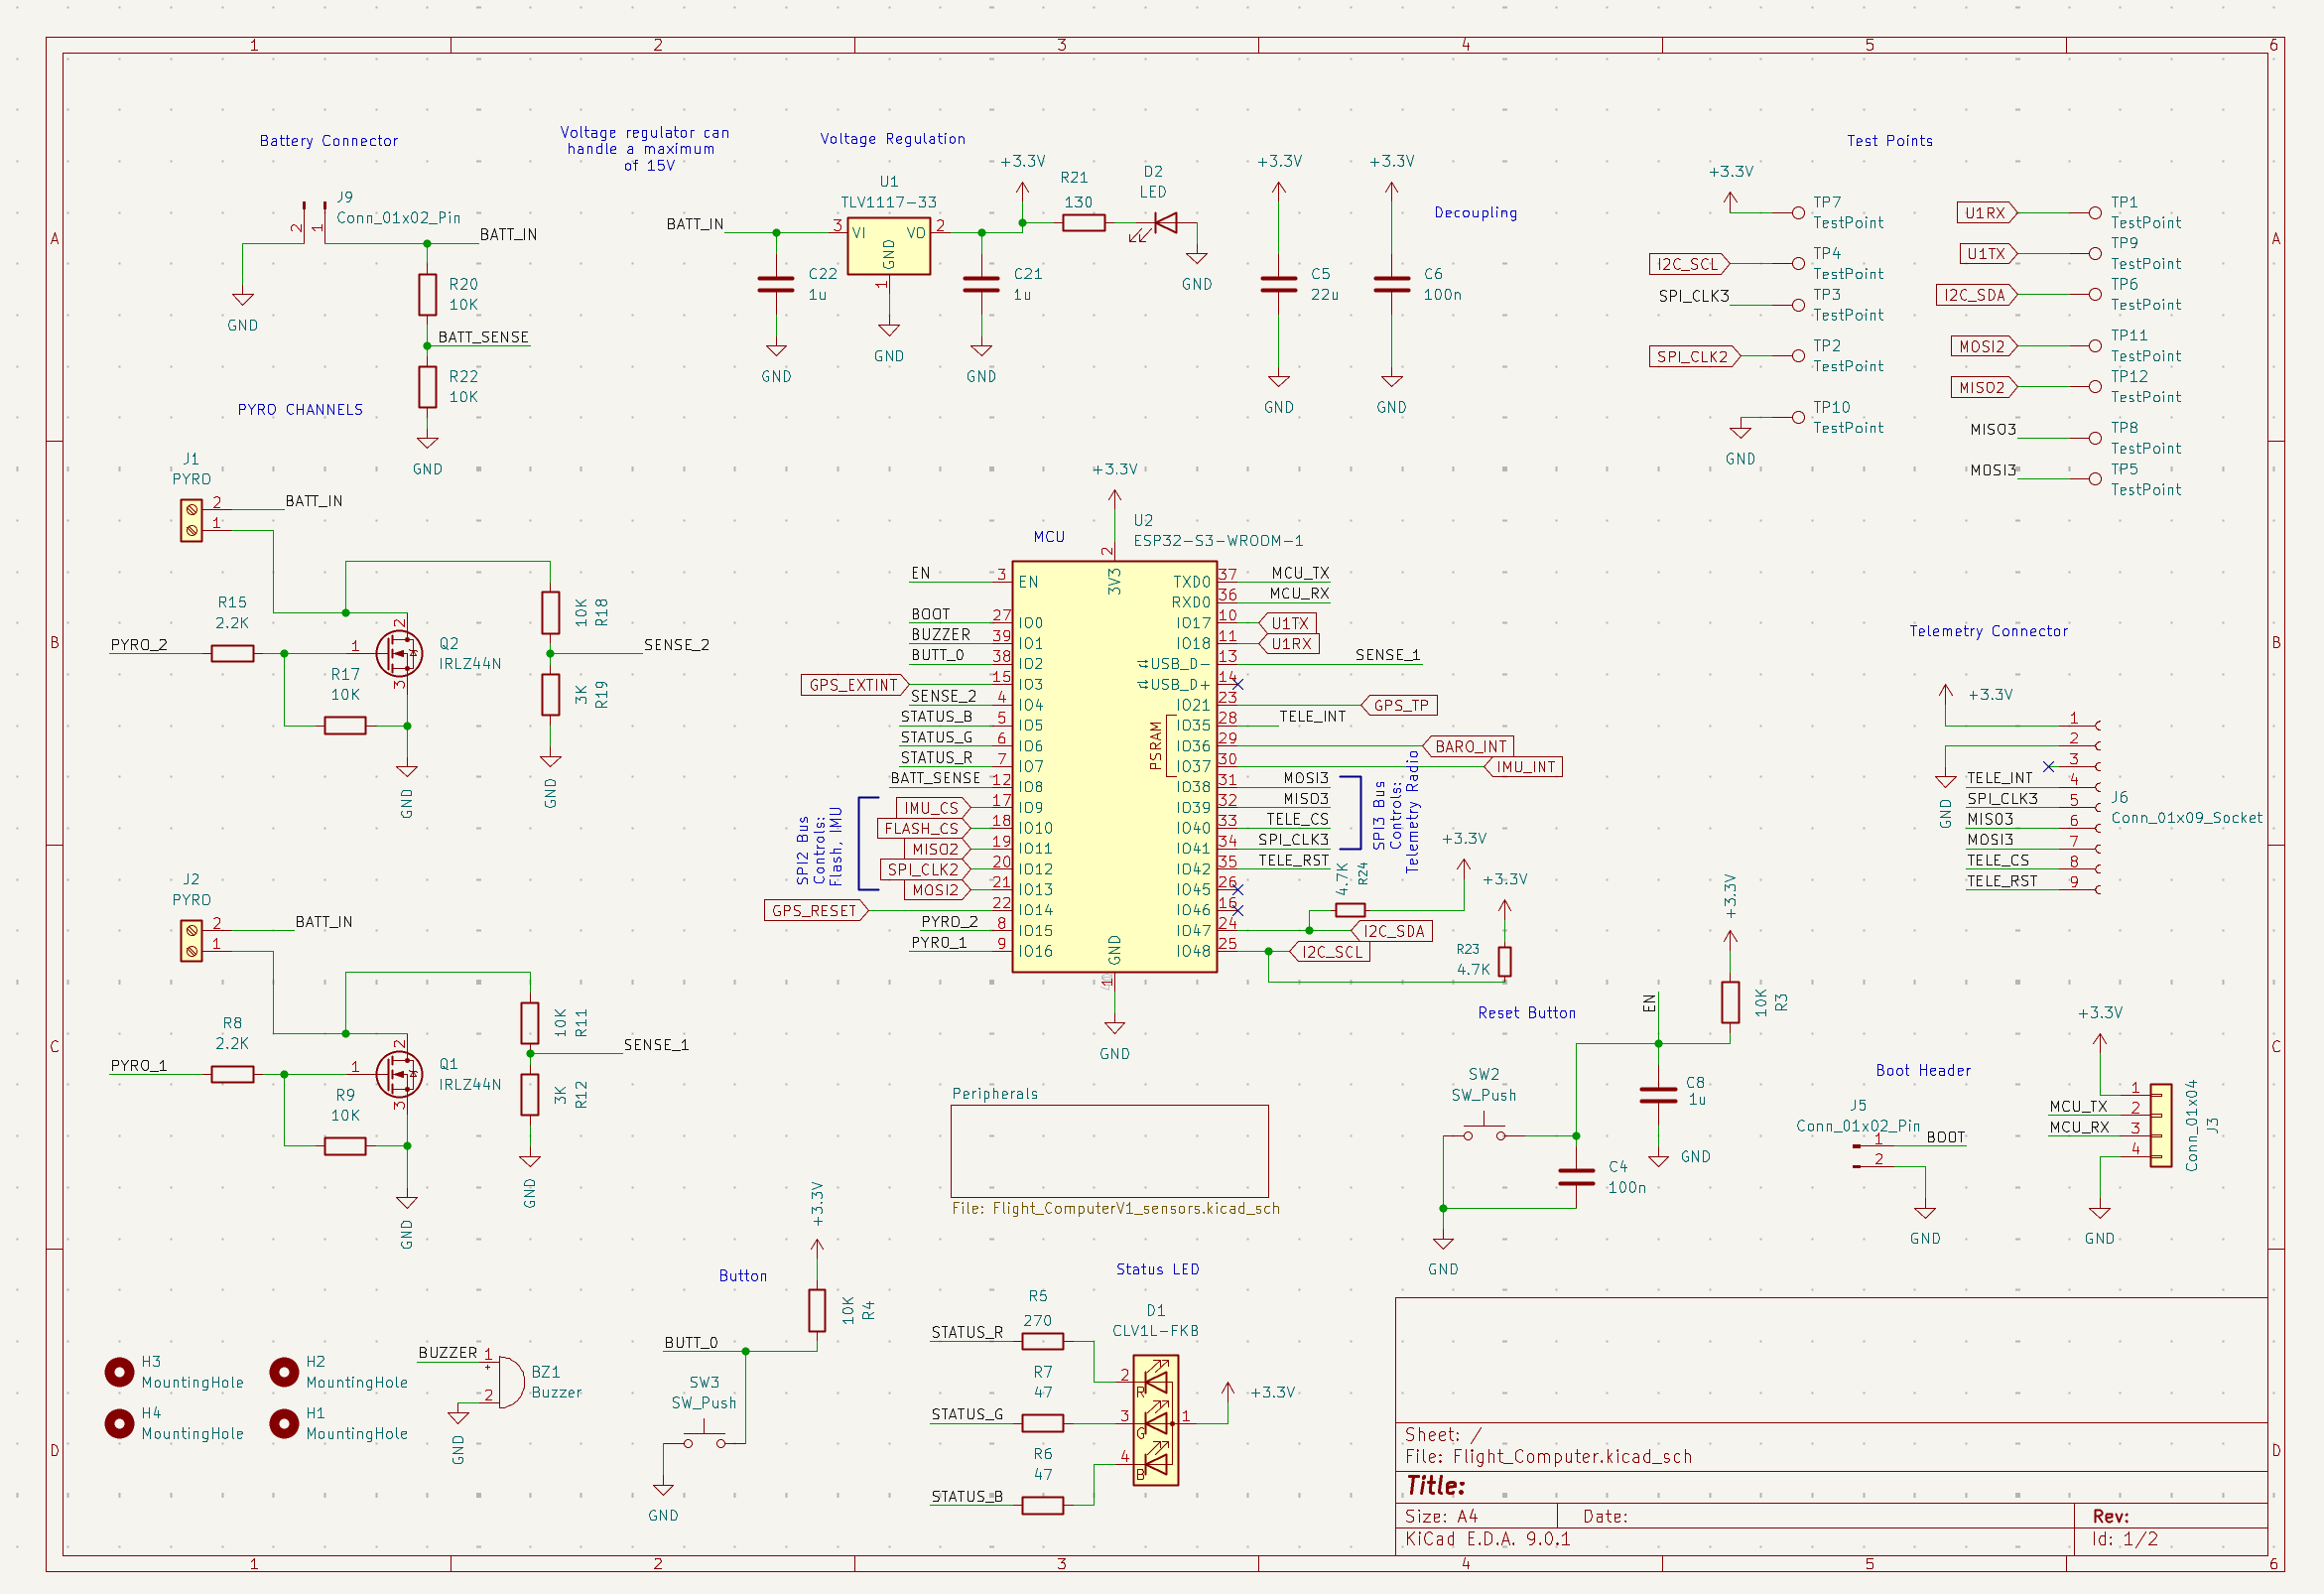 1
2
3
4
5
6
A
B
C
D
A
B
C
D
1
2
3
4
5
6
Battery Connector
J9
Conn_01x02_Pin
2
1
BATT_IN
R20
10K
BATT_SENSE
R22
10K
GND
GND
Voltage regulator can
handle a maximum
of 15V
Voltage Regulation
BATT_IN
U1
TLV1117-33
3
VI
VO
2
GND
1
C22
1u
C21
1u
GND
GND
GND
+3.3V
R21
130
D2
LED
GND
+3.3V
C5
22u
GND
+3.3V
C6
100n
GND
Decoupling
Test Points
+3.3V
TP7
TestPoint
I2C_SCL
TP4
TestPoint
SPI_CLK3
TP3
TestPoint
SPI_CLK2
TP2
TestPoint
TP10
TestPoint
GND
U1RX
TP1
TestPoint
U1TX
TP9
TestPoint
I2C_SDA
TP6
TestPoint
MOSI2
TP11
TestPoint
MISO2
TP12
TestPoint
MISO3
TP8
TestPoint
MOSI3
TP5
TestPoint
PYRO CHANNELS
J1
PYRO
2
1
BATT_IN
PYRO_2
R15
2.2K
R17
10K
1
2
3
Q2
IRLZ44N
10K
R18
SENSE_2
3K
R19
GND
GND
J2
PYRO
2
1
BATT_IN
PYRO_1
R8
2.2K
R9
10K
1
2
3
Q1
IRLZ44N
10K
R11
SENSE_1
3K
R12
GND
GND
MCU
+3.3V
U2
ESP32-S3-WROOM-1
2
3V3
EN 3 EN
BOOT 27 IO0
BUZZER 39 IO1
BUTT_0 38 IO2
GPS_EXTINT 15 IO3
SENSE_2 4 IO4
STATUS_B 5 IO5
STATUS_G 6 IO6
STATUS_R 7 IO7
BATT_SENSE 12 IO8
IMU_CS 17 IO9
FLASH_CS 18 IO10
MISO2 19 IO11
SPI_CLK2 20 IO12
MOSI2 21 IO13
GPS_RESET 22 IO14
PYRO_2 8 IO15
PYRO_1 9 IO16
SPI2 Bus
Controls:
Flash, IMU
TXD0 37 MCU_TX
RXD0 36 MCU_RX
IO17 10 U1TX
IO18 11 U1RX
USB_D- 13 SENSE_1
USB_D+ 14
IO21 23 GPS_TP
IO35 28 TELE_INT
IO36 29 BARO_INT
IO37 30 IMU_INT
IO38 31 MOSI3
IO39 32 MISO3
IO40 33 TELE_CS
IO41 34 SPI_CLK3
IO42 35 TELE_RST
IO45 26
IO46 16
IO47 24 I2C_SDA
IO48 25 I2C_SCL
PSRAM
GND
1
GND
SPI3 Bus
Controls:
Telemetry Radio
4.7K
R24
+3.3V
+3.3V
R23
4.7K
Telemetry Connector
+3.3V
GND
1
2
3
TELE_INT 4
SPI_CLK3 5
MISO3 6
MOSI3 7
TELE_CS 8
TELE_RST 9
J6
Conn_01x09_Socket
Reset Button
EN
+3.3V
10K
R3
SW2
SW_Push
C8
1u
GND
C4
100n
GND
Boot Header
J5
Conn_01x02_Pin
1
BOOT
2
GND
+3.3V
1
MCU_TX 2
MCU_RX 3
4
GND
Conn_01x04
J3
Peripherals
File: Flight_ComputerV1_sensors.kicad_sch
H3
MountingHole
H2
MountingHole
H4
MountingHole
H1
MountingHole
BUZZER
1
+
2
BZ1
Buzzer
GND
Button
+3.3V
10K
R4
BUTT_0
SW3
SW_Push
GND
Status LED
STATUS_R
R5
270
STATUS_G
R7
47
STATUS_B
R6
47
D1
CLV1L-FKB
2
R
3
G
4
B
1
+3.3V
Sheet: /
File: Flight_Computer.kicad_sch
Title:
Size: A4
Date:
Rev:
KiCad E.D.A. 9.0.1
Id: 1/2